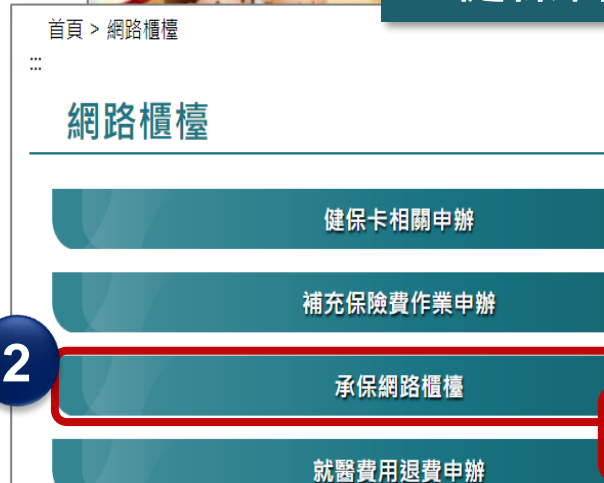 首頁 > 網路櫃檯
:::
網路櫃檯
健保卡相關申辦
補充保險費作業申辦
2
承保網路櫃檯
就醫費用退費申辦